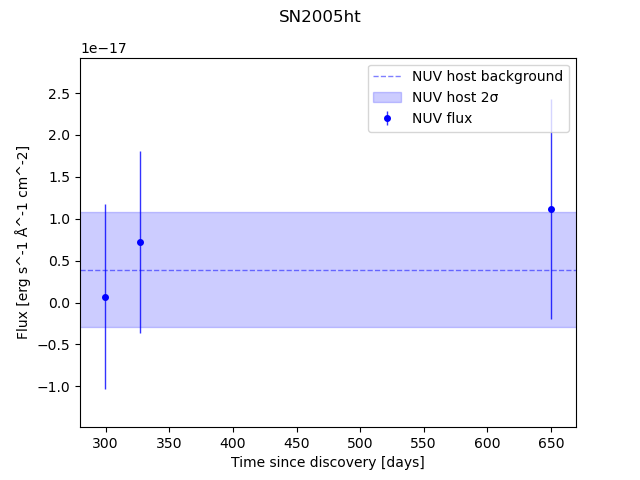 SN2005ht
1e−17
NUV host background
NUV host 2σ
NUV flux
2.5
2.0
1.5
1.0
0.5
0.0
−0.5
−1.0
Flux [erg s^-1 Å^-1 cm^-2]
300 350 400 450 500 550 600 650
Time since discovery [days]